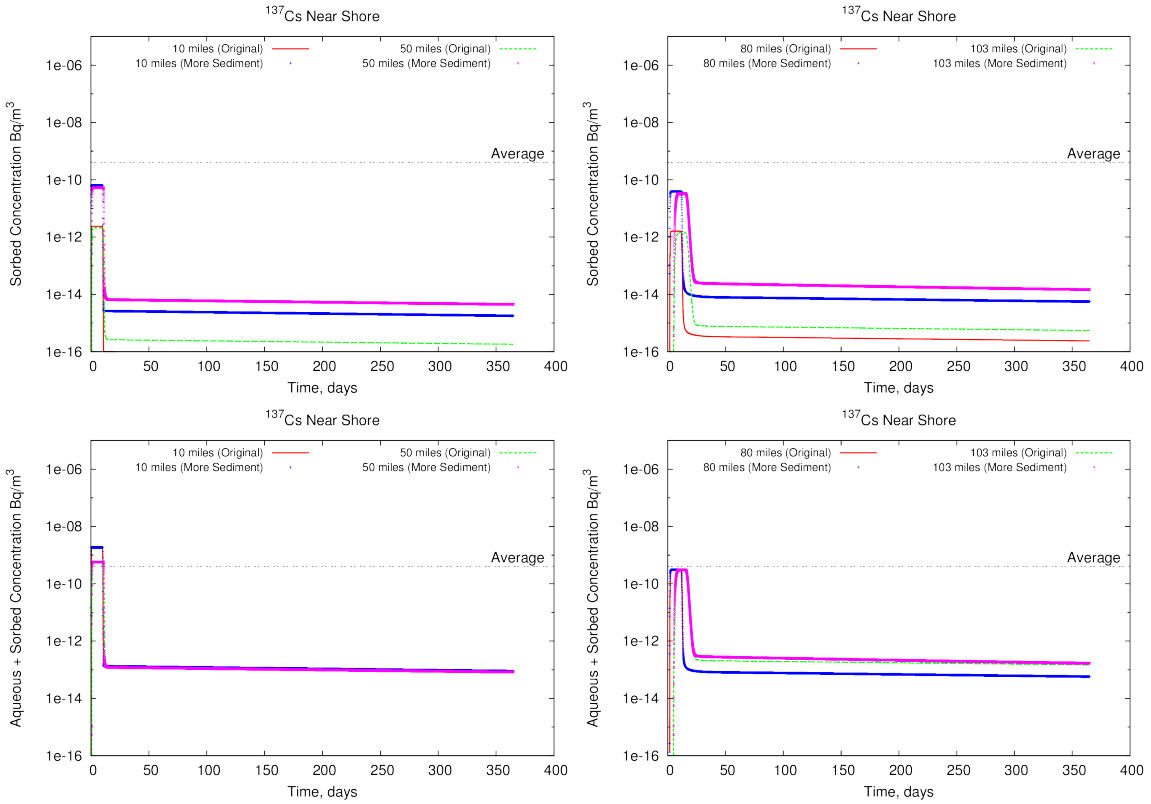 137Cs Near Shore
10 miles (Original) 50 miles (Original)
10 miles (More Sediment) 50 miles (More Sediment)
Sorbed Concentration Bq/m3
1e-06
1e-08
Average
1e-10
1e-12
1e-14
1e-16
0 50 100 150 200 250 300 350 400
Time, days
137Cs Near Shore
80 miles (Original) 103 miles (Original)
80 miles (More Sediment) 103 miles (More Sediment)
Sorbed Concentration Bq/m3
1e-06
1e-08
Average
1e-10
1e-12
1e-14
1e-16
0 50 100 150 200 250 300 350 400
Time, days
137Cs Near Shore
10 miles (Original) 50 miles (Original)
10 miles (More Sediment) 50 miles (More Sediment)
Aqueous + Sorbed Concentration Bq/m3
1e-06
1e-08
Average
1e-10
1e-12
1e-14
1e-16
0 50 100 150 200 250 300 350 400
Time, days
137Cs Near Shore
80 miles (Original) 103 miles (Original)
80 miles (More Sediment) 103 miles (More Sediment)
Aqueous + Sorbed Concentration Bq/m3
1e-06
1e-08
Average
1e-10
1e-12
1e-14
1e-16
0 50 100 150 200 250 300 350 400
Time, days